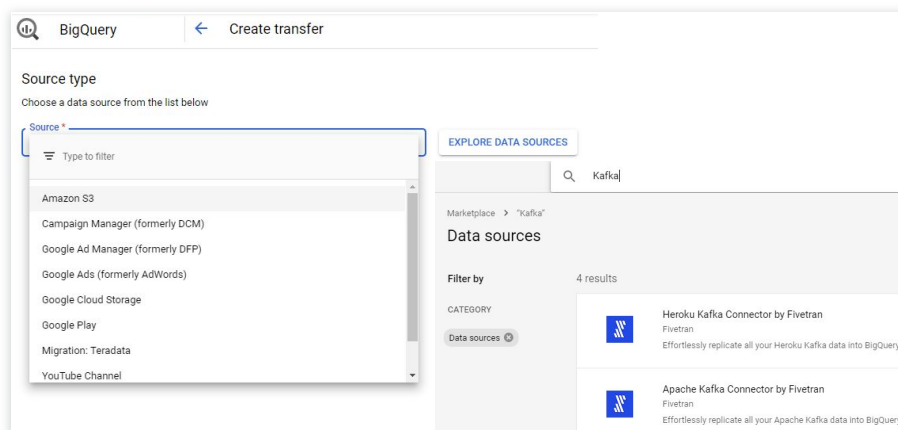 BigQuery
Create transfer
Source type
Choose a data source from the list below
Source *
Type to filter
Amazon S3
Campaign Manager (formerly DCM)
Google Ad Manager (formerly DFP)
Google Ads (formerly AdWords)
Google Cloud Storage
Google Play
Migration: Teradata
YouTube Channel
EXPLORE DATA SOURCES
Kafka
Marketplace > "Kafka"
Data sources
Filter by
4 results
CATEGORY
Data sources
Heroku Kafka Connector by Fivetran
Fivetran
Effortlessly replicate all your Heroku Kafka data into BigQuery
Apache Kafka Connector by Fivetran
Fivetran
Effortlessly replicate all your Apache Kafka data into BigQuery